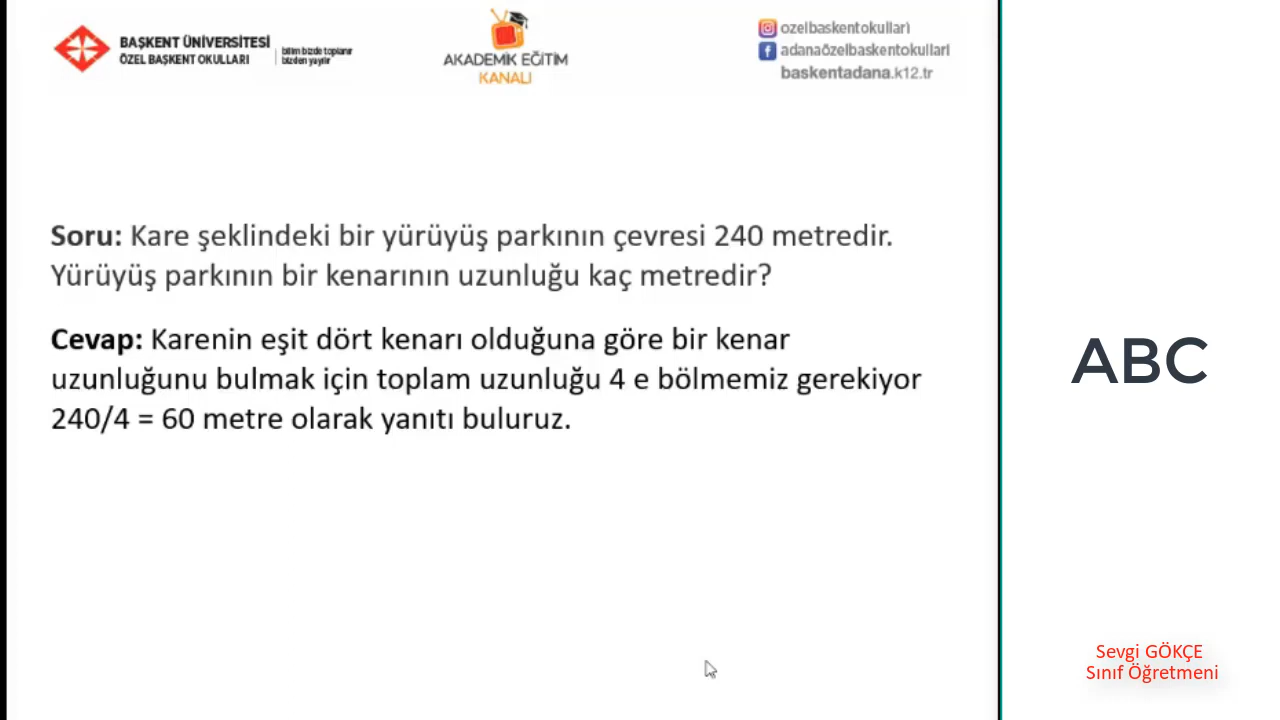 BAŞKENT ÜNİVERSİTESİ
ÖZEL BAŞKENT OKULLARI
bilim bizde toplanır
bizden yayılır
AKADEMİK EĞİTİM
KANALI
ozelbaskentokullari
adanaözelbaskentokullari
baskentadana.k12.tr
Soru: Kare şeklindeki bir yürüyüş parkının çevresi 240 metredir.
Yürüyüş parkının bir kenarının uzunluğu kaç metredir?
Cevap: Karenin eşit dört kenarı olduğuna göre bir kenar
uzunluğunu bulmak için toplam uzunluğu 4 e bölmemiz gerekiyor
240/4 = 60 metre olarak yanıtı buluruz.
ABC
Sevgi GÖKÇE
Sınıf Öğretmeni